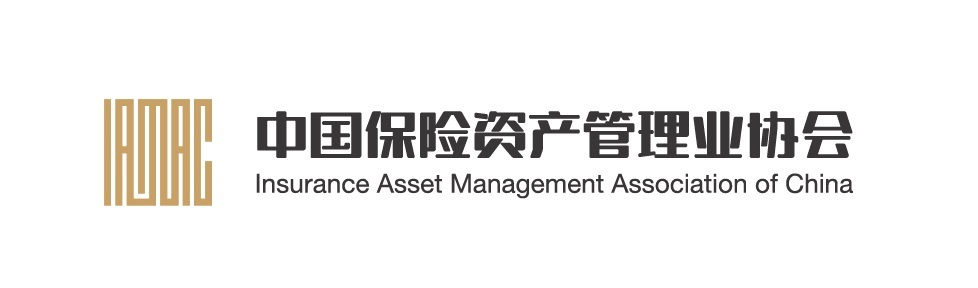 IAMAC
中国保险资产管理业协会
Insurance Asset Management Association of China